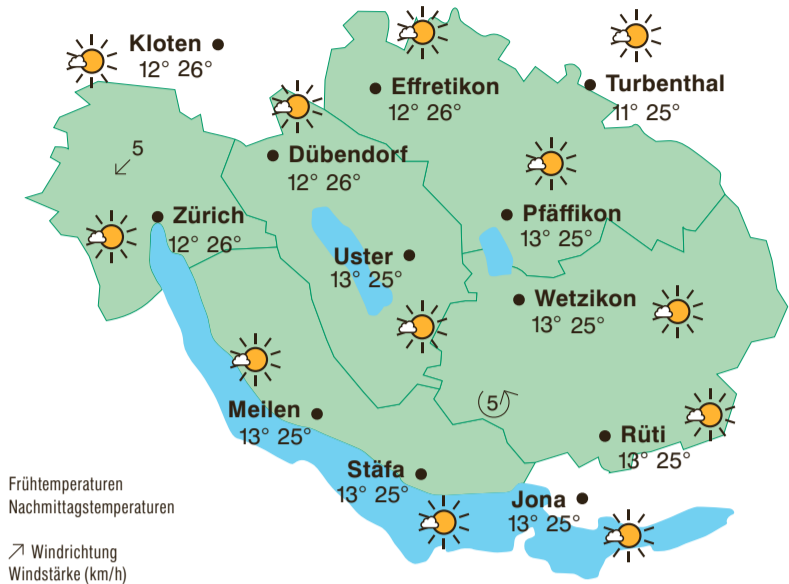 Kloten
12° 26°
Effretikon
12° 26°
Turbenthal
11° 25°
5
Dübendorf
12° 26°
Zürich
12° 26°
Pfäffikon
13° 25°
Uster
13° 25°
Wetzikon
13° 25°
5
Meilen
13° 25°
Rüti
13° 25°
Stäfa
13° 25°
Jona
13° 25°
Frühtemperaturen
Nachmittagstemperaturen
Windrichtung
Windstärke (km/h)